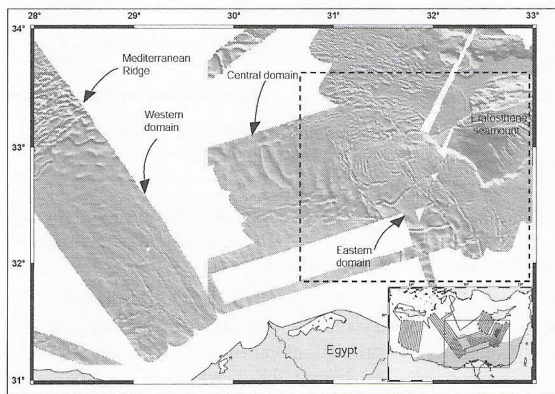 28° 29° 30° 31° 32° 33°
34°
Mediterranean
Ridge
Central domain
Western
domain
Eratosthene
seamount
33°
32°
Eastern
domain
Egypt
31°